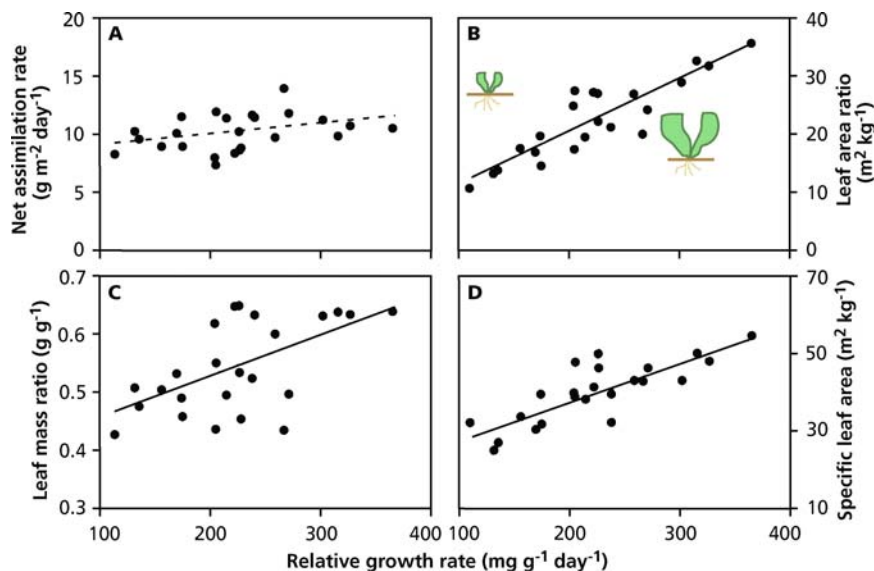 A
B
Net assimilation rate
(g m⁻² day⁻¹)
20
15
10
5
0
40
30
20
10
0
Leaf area ratio
(m² kg⁻¹)
C
D
Leaf mass ratio (g g⁻¹)
0.7
0.6
0.5
0.4
0.3
70
50
30
10
Specific leaf area (m² kg⁻¹)
100 200 300 400 100 200 300 400
Relative growth rate (mg g⁻¹ day⁻¹)